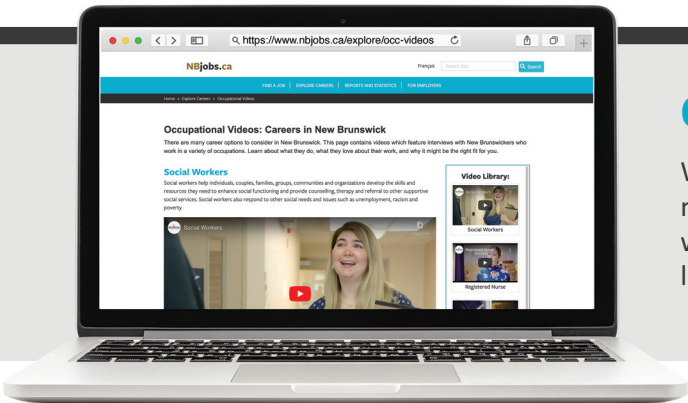 https://www.nbjobs.ca/explore/occ-videos
NBjobs.ca
Français
Search Site
Search
FIND A JOB | EXPLORE CAREERS | REPORTS AND STATISTICS | FOR EMPLOYERS
Home » Explore Careers » Occupational Videos
Occupational Videos: Careers in New Brunswick
There are many career options to consider in New Brunswick. This page contains videos which feature interviews with New Brunswickers who
work in a variety of occupations. Learn about what they do, what they love about their work, and why it might be the right fit for you.
Social Workers
Social workers help individuals, couples, families, groups, communities and organizations develop the skills and
resources they need to enhance social functioning and provide counselling, therapy and referral to other supportive
social services. Social workers also respond to other social needs and issues such as unemployment, racism and
poverty.
Social Workers
Video Library:
Social Workers
Registered Nurse